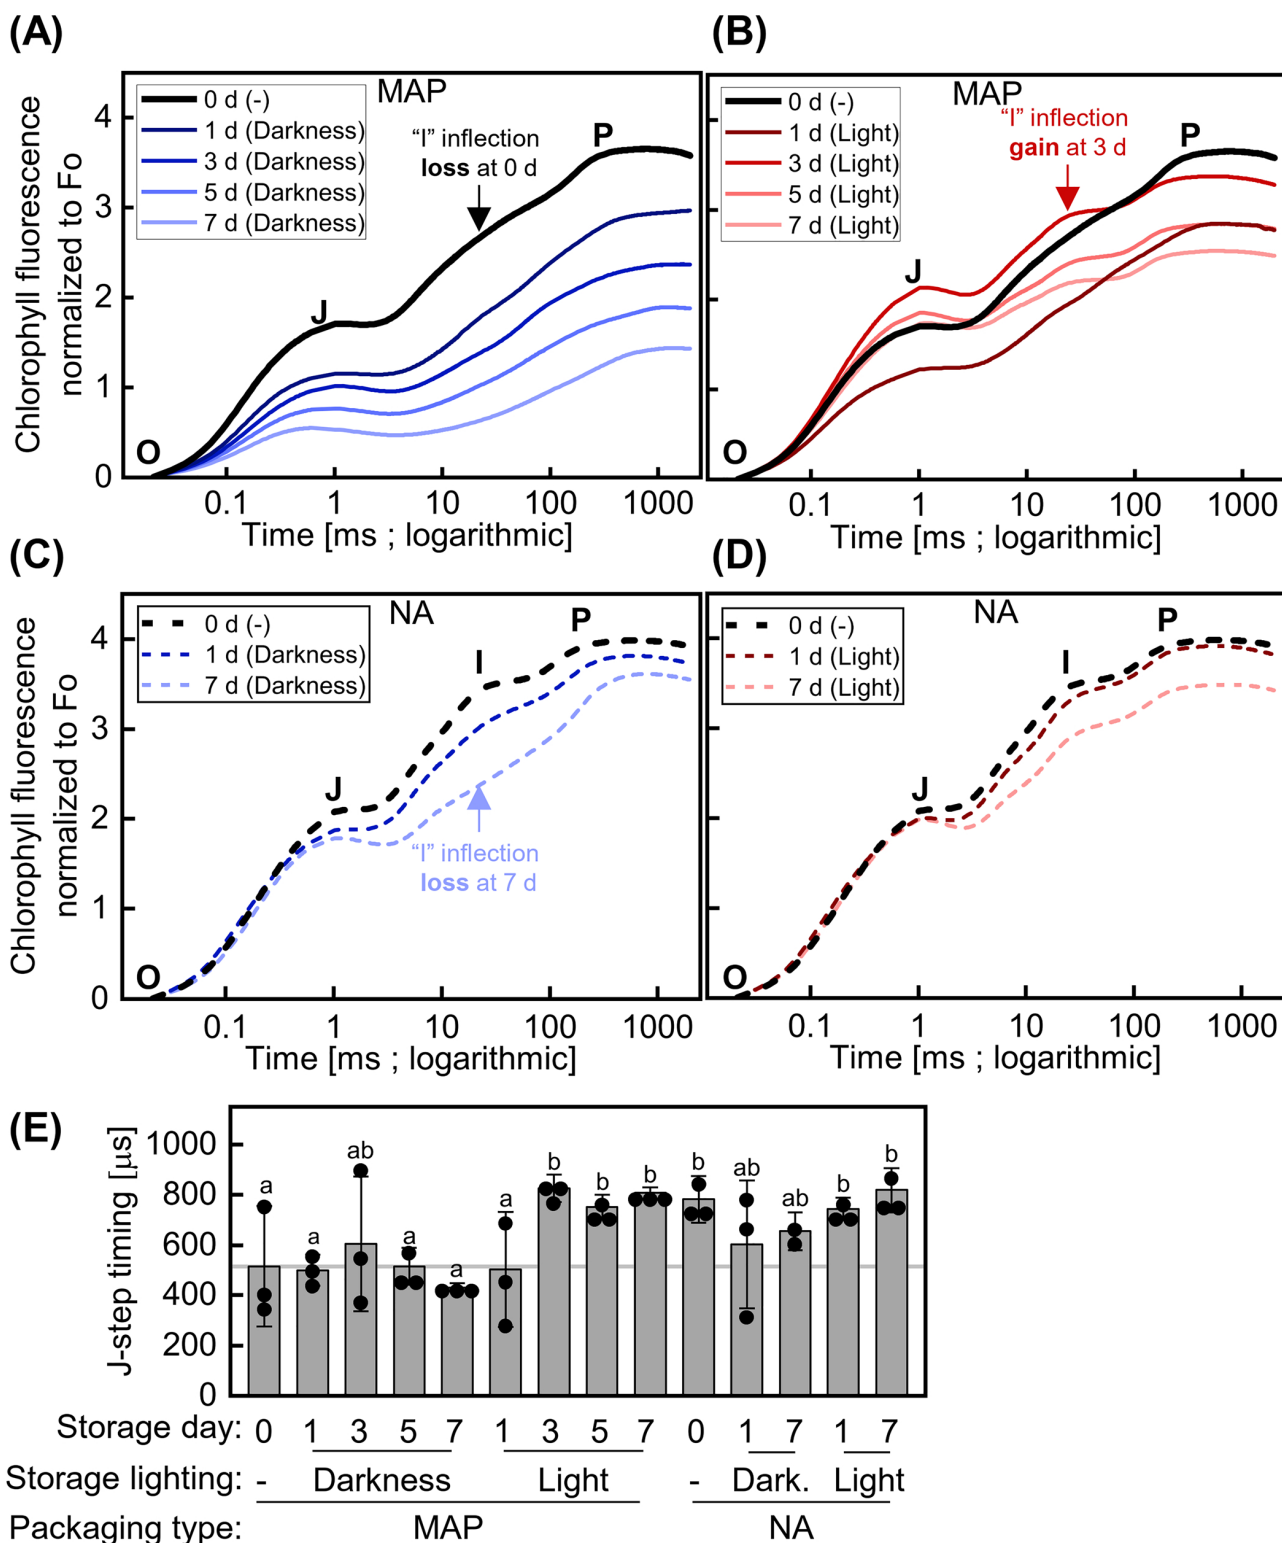 (A)
MAP
0 d (-)
1 d (Darkness)
3 d (Darkness)
5 d (Darkness)
7 d (Darkness)
“I” inflection
loss at 0 d
P
J
O
4
3
2
1
0
0.1 1 10 100 1000
Time [ms ; logarithmic]
Chlorophyll fluorescence
normalized to Fo
(B)
MAP
0 d (-)
1 d (Light)
3 d (Light)
5 d (Light)
7 d (Light)
“I” inflection
gain at 3 d
P
J
O
0.1 1 10 100 1000
Time [ms ; logarithmic]
(C)
NA
0 d (-)
1 d (Darkness)
7 d (Darkness)
P
I
J
“I” inflection
loss at 7 d
O
4
3
2
1
0
0.1 1 10 100 1000
Time [ms ; logarithmic]
Chlorophyll fluorescence
normalized to Fo
(D)
NA
0 d (-)
1 d (Light)
7 d (Light)
P
I
J
O
0.1 1 10 100 1000
Time [ms ; logarithmic]
(E)
J-step timing [µs]
1000
800
600
400
200
0
a a ab a a a b b b b ab ab b b
Storage day: 0 1 3 5 7 1 3 5 7 0 1 7 1 7
Storage lighting: - Darkness Light - Dark. Light
Packaging type: MAP NA